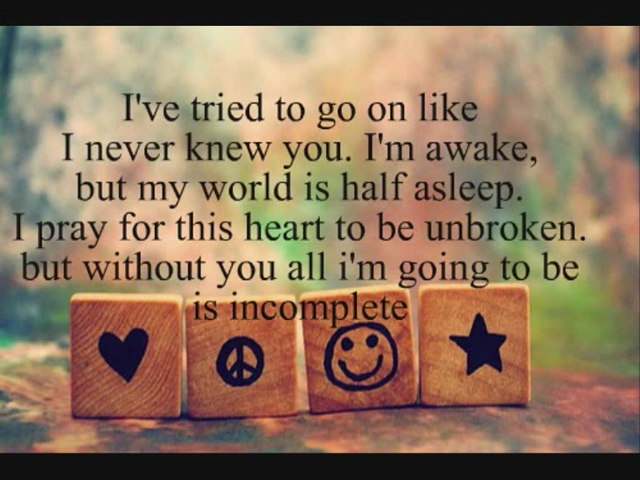 I've tried to go on like
I never knew you. I'm awake,
but my world is half asleep.
I pray for this heart to be unbroken.
but without you all i'm going to be
is incomplete